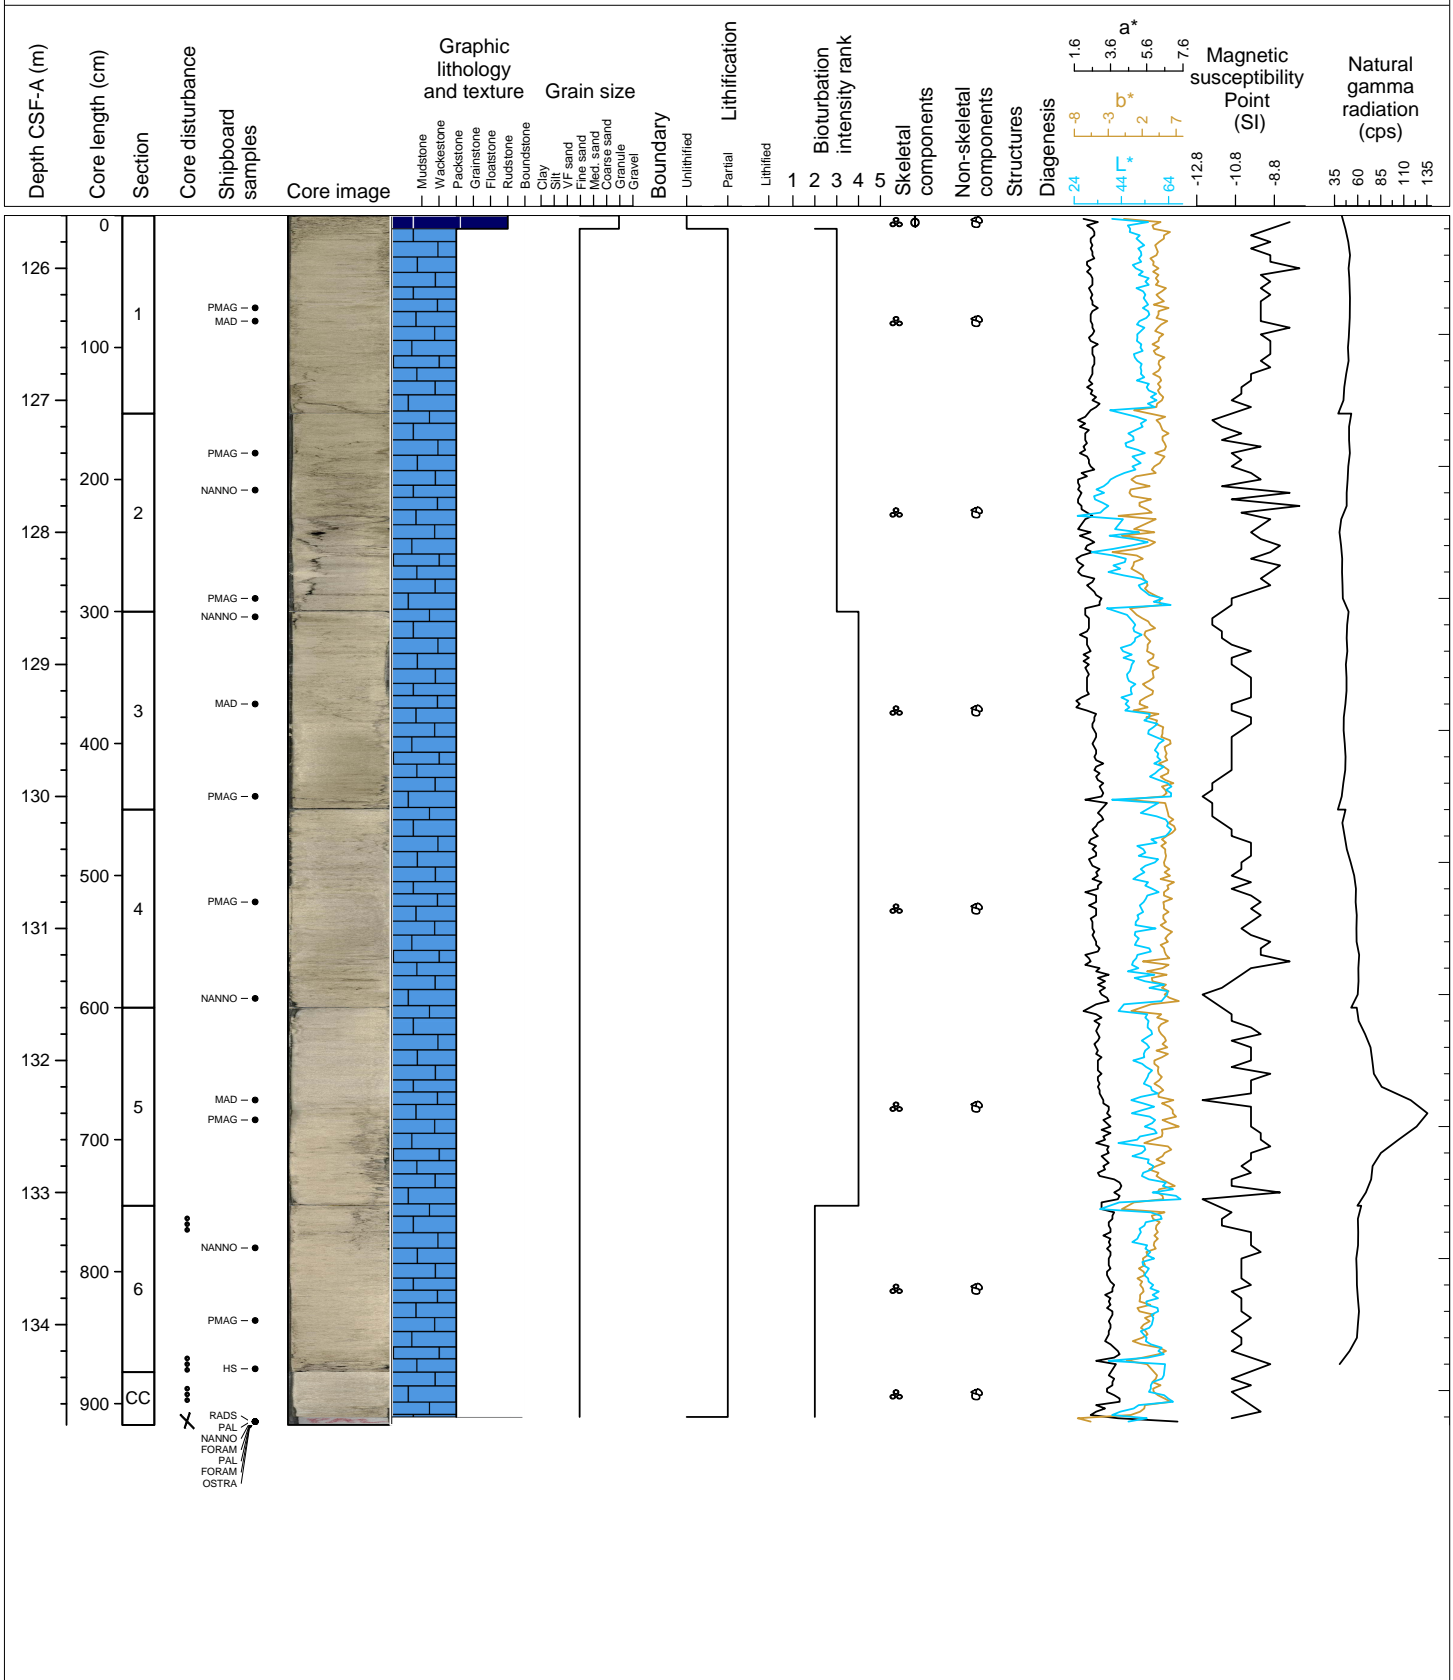 Depth CSF-A (m)
Core length (cm)
Section
Core disturbance
Shipboard
samples
Core image
Graphic
lithology
and texture
Mudstone
Wackestone
Packstone
Grainstone
Floatstone
Rudstone
Boundstone
Grain size
Clay
Silt
VF sand
Fine sand
Med. sand
Coarse sand
Granule
Gravel
Boundary
Lithification
Unlithified
Partial
Lithified
Bioturbation
intensity rank
1 2 3 4 5
Skeletal
components
Non-skeletal
components
Structures
Diagenesis
a*
1.6 3.6 5.6 7.6
b*
-8 -3 2 7
L*
24 44 64
Magnetic
susceptibility
Point
(SI)
-12.8 -10.8 -8.8
Natural
gamma
radiation
(cps)
35 60 85 110 135
0
126
1
PMAG
MAD
100
127
PMAG
200
NANNO
2
128
PMAG
300
NANNO
129
MAD
3
400
130
PMAG
500
PMAG
4
131
NANNO
600
132
MAD
5
PMAG
700
133
NANNO
800
6
134
PMAG
HS
CC
900
RADS
PAL
NANNO
FORAM
PAL
FORAM
OSTRA